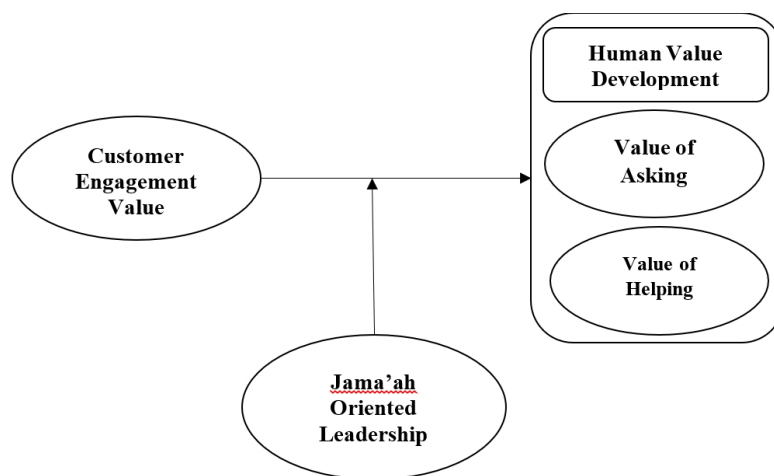 Human Value
Development
Customer
Engagement
Value
Value of
Asking
Value of
Helping
Jama’ah
Oriented
Leadership